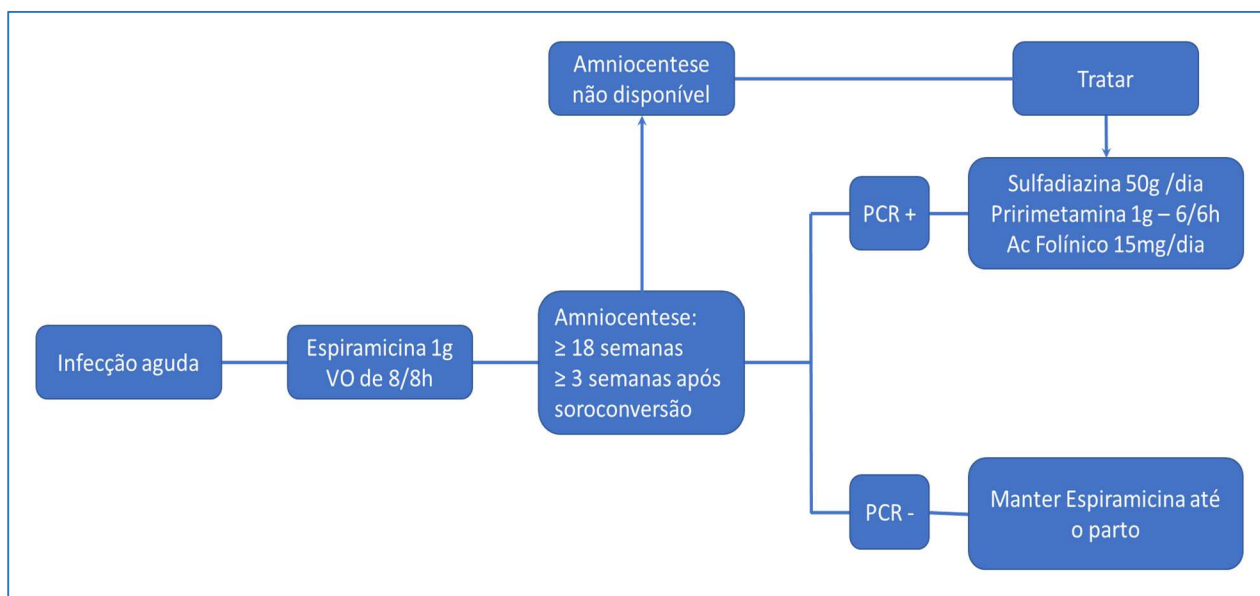 Amniocentese
não disponível
Tratar
Sulfadiazina 50g /dia
Pririmetamina 1g – 6/6h
Ac Folínico 15mg/dia
PCR +
Infecção aguda
Espiramicina 1g
VO de 8/8h
Amniocentese:
≥ 18 semanas
≥ 3 semanas após
soroconversão
PCR -
Manter Espiramicina até
o parto